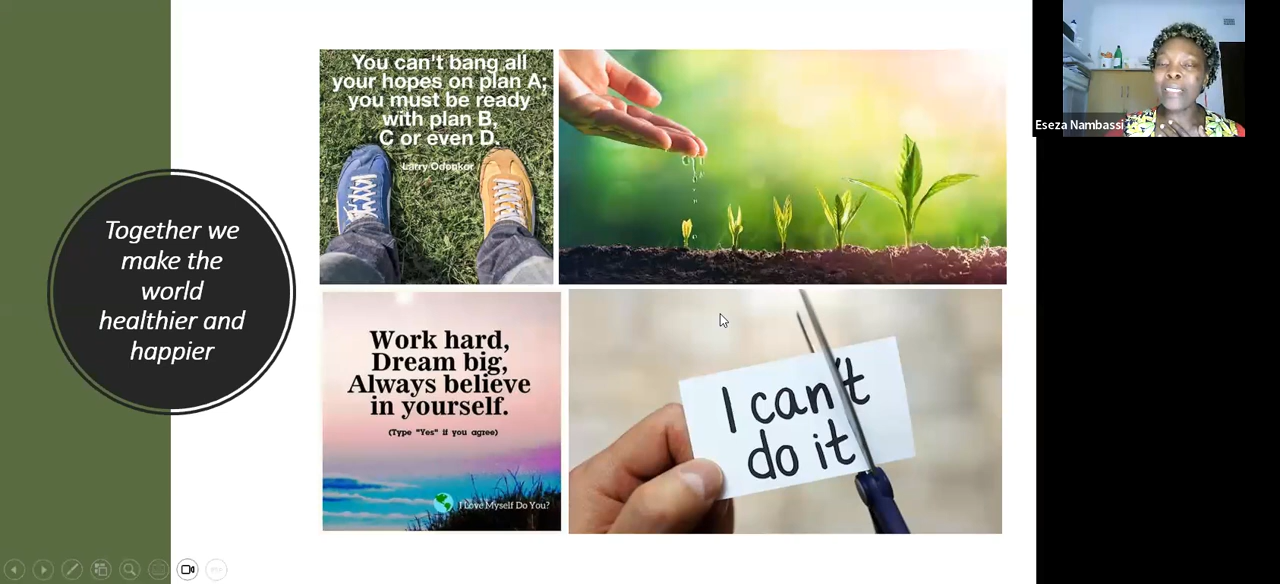 Together we
make the
world
healthier and
happier
You can't bang all
your hopes on plan A;
you must be ready
with plan B,
C or even D.
Larry Odonkor
Work hard,
Dream big,
Always believe
in yourself.
(Type "Yes" if you agree)
I Love Myself Do You?
I can't
do it
Eseza Nambassi